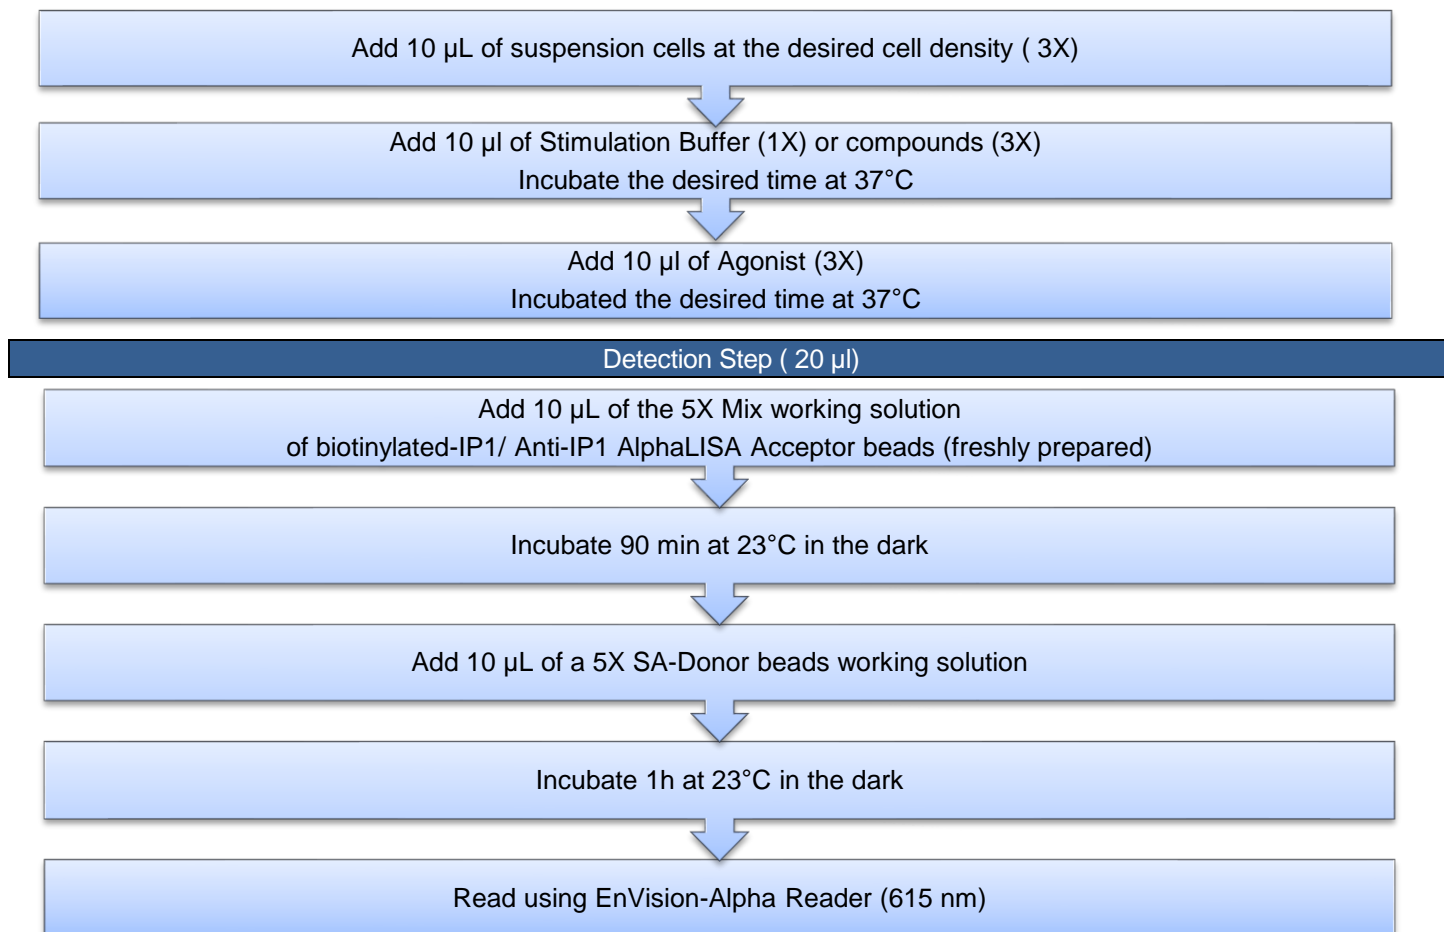 Add 10 µL of suspension cells at the desired cell density ( 3X)
Add 10 µl of Stimulation Buffer (1X) or compounds (3X)
Incubate the desired time at 37°C
Add 10 µl of Agonist (3X)
Incubated the desired time at 37°C
Detection Step ( 20 µl)
Add 10 µL of the 5X Mix working solution
of biotinylated-IP1/ Anti-IP1 AlphaLISA Acceptor beads (freshly prepared)
Incubate 90 min at 23°C in the dark
Add 10 µL of a 5X SA-Donor beads working solution
Incubate 1h at 23°C in the dark
Read using EnVision-Alpha Reader (615 nm)